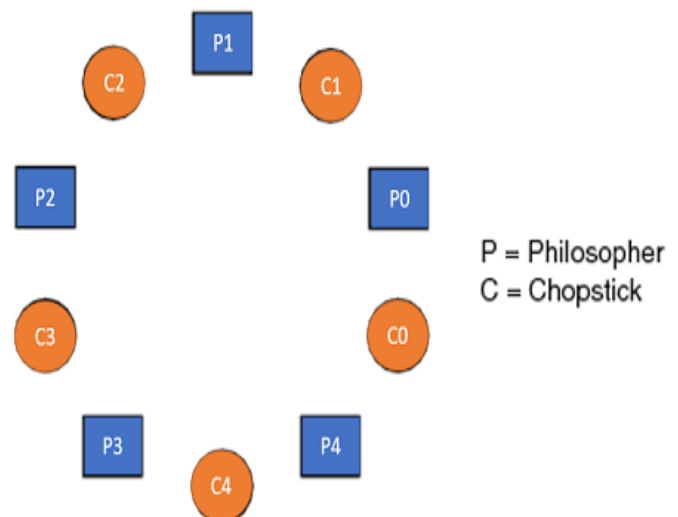 P1
C2
C1
P2
P0
P = Philosopher
C = Chopstick
C3
C0
P3
P4
C4